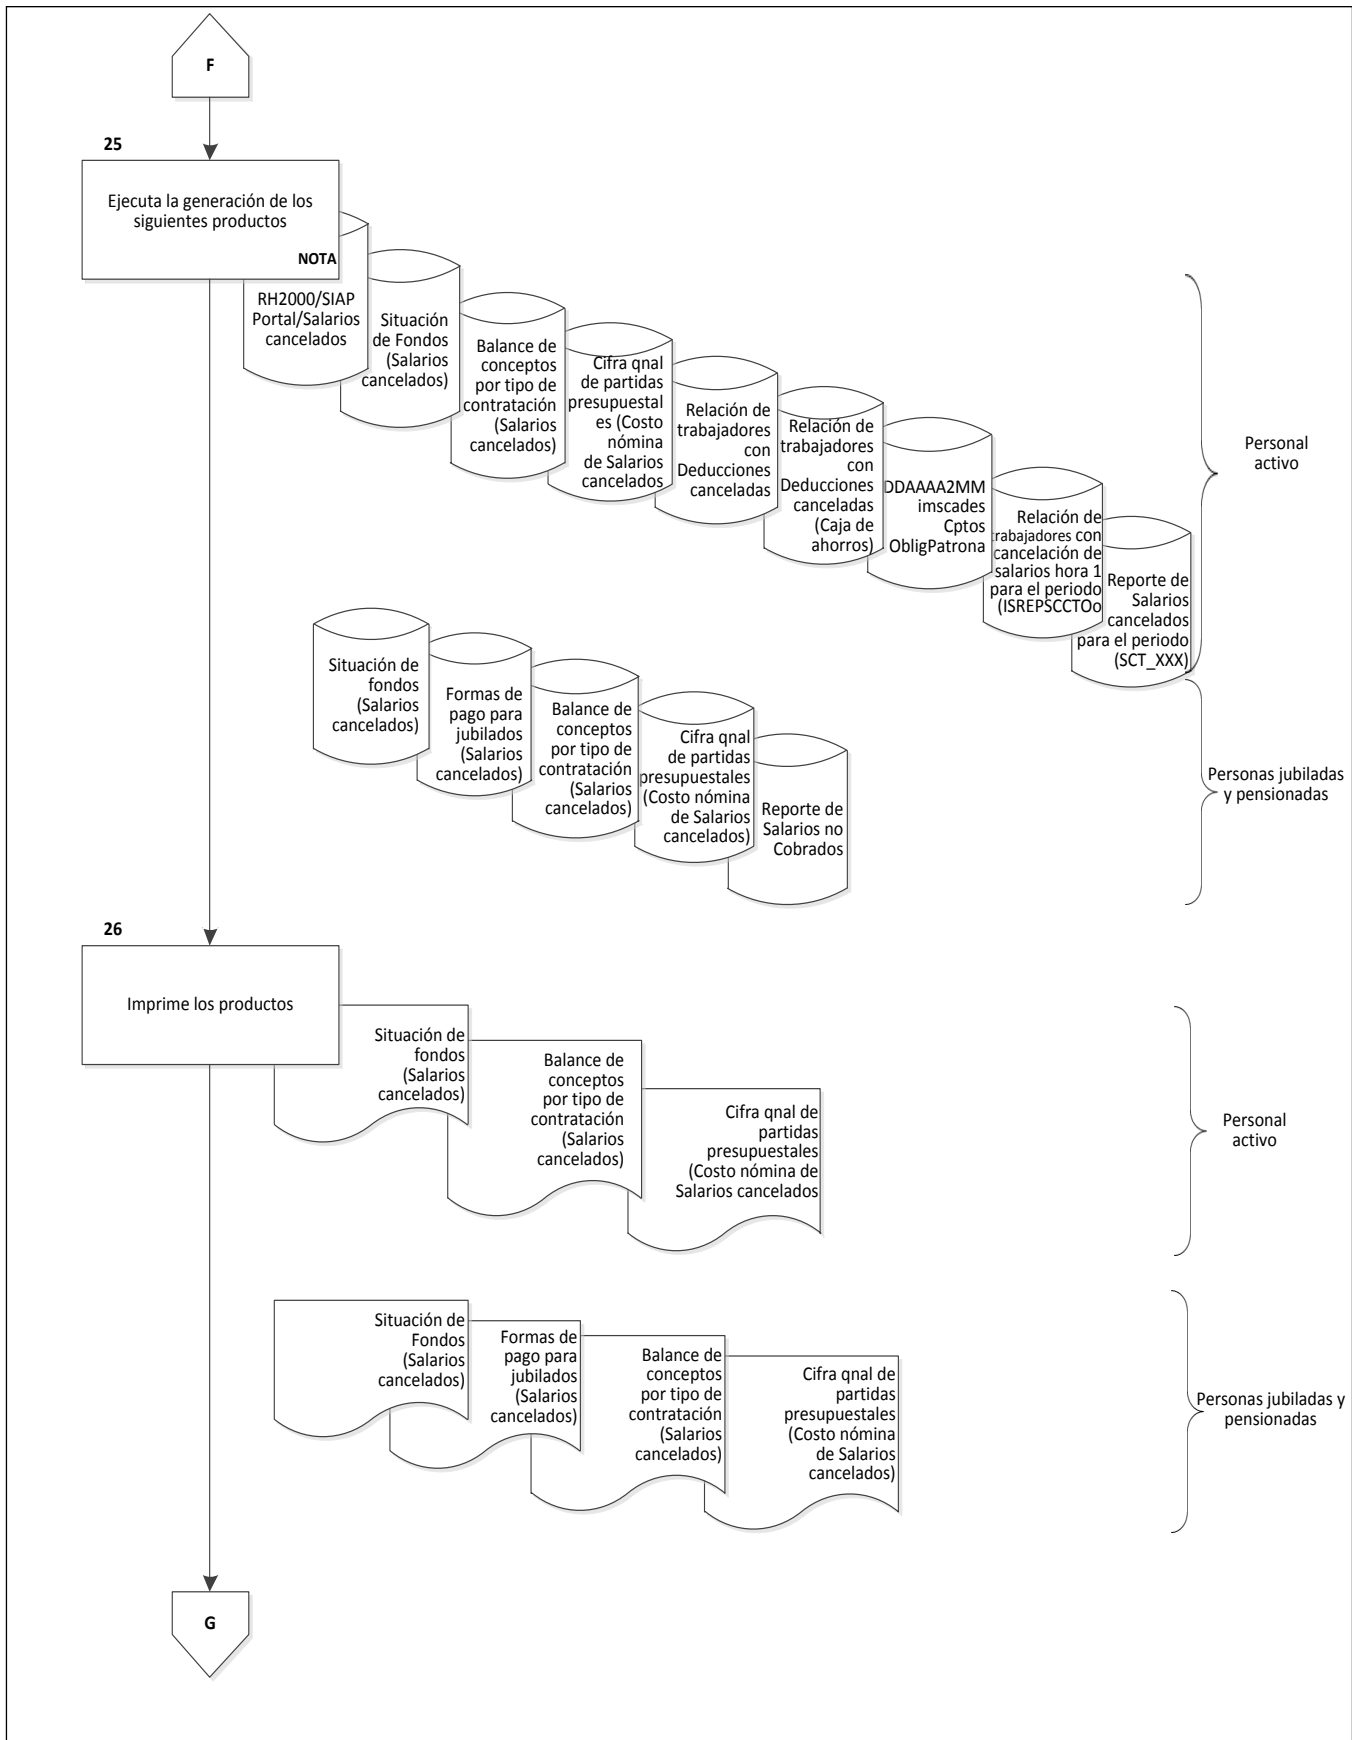 F
25
Ejecuta la generación de los
siguientes productos
NOTA
RH2000/SIAP
Portal/Salarios
cancelados
Situación
de Fondos
(Salarios
cancelados)
Balance de
conceptos
por tipo de
contratación
(Salarios
cancelados)
Cifra qnal
de partidas
presupuestal
es (Costo
nómina
de Salarios
cancelados
Relación de
trabajadores
con
Deducciones
canceladas
Relación de
trabajadores
con
Deducciones
canceladas
(Caja de
ahorros)
DDAAAA2MM
imscades
Cptos
ObligPatrona
Relación de
trabajadores con
cancelación de
salarios hora 1
para el periodo
(ISREPSCCTOo
Reporte de
Salarios
cancelados
para el periodo
(SCT_XXX)
Personal
activo
Situación de
fondos
(Salarios
cancelados)
Formas de
pago para
jubilados
(Salarios
cancelados)
Balance de
conceptos
por tipo de
contratación
(Salarios
cancelados)
Cifra qnal
de partidas
presupuestales
(Costo nómina
de Salarios
cancelados)
Reporte de
Salarios no
Cobrados
Personas jubiladas
y pensionadas
26
Imprime los productos
Situación de
fondos
(Salarios
cancelados)
Balance de
conceptos
por tipo de
contratación
(Salarios
cancelados)
Cifra qnal de
partidas
presupuestales
(Costo nómina de
Salarios cancelados
Personal
activo
Situación de
Fondos
(Salarios
cancelados)
Formas de
pago para
jubilados
(Salarios
cancelados)
Balance de
conceptos
por tipo de
contratación
(Salarios
cancelados)
Cifra qnal de
partidas
presupuestales
(Costo nómina
de Salarios
cancelados)
Personas jubiladas y
pensionadas
G